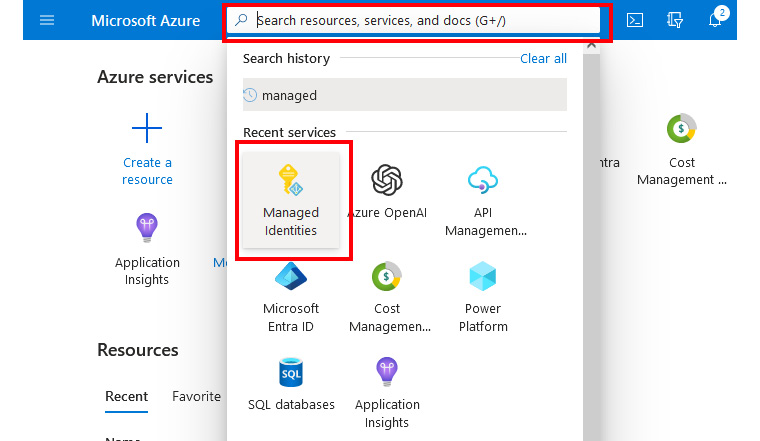 Microsoft Azure
Search resources, services, and docs (G+/)
2
Search history
Clear all
managed
Recent services
Managed
Identities
Azure OpenAI
API
Managemen...
Microsoft
Entra ID
Cost
Managemen...
Power
Platform
SQL
SQL databases
Application
Insights
Azure services
Create a
resource
ntra
Cost
Management ...
Application
Insights
Mo
Resources
Recent
Favorite
Name